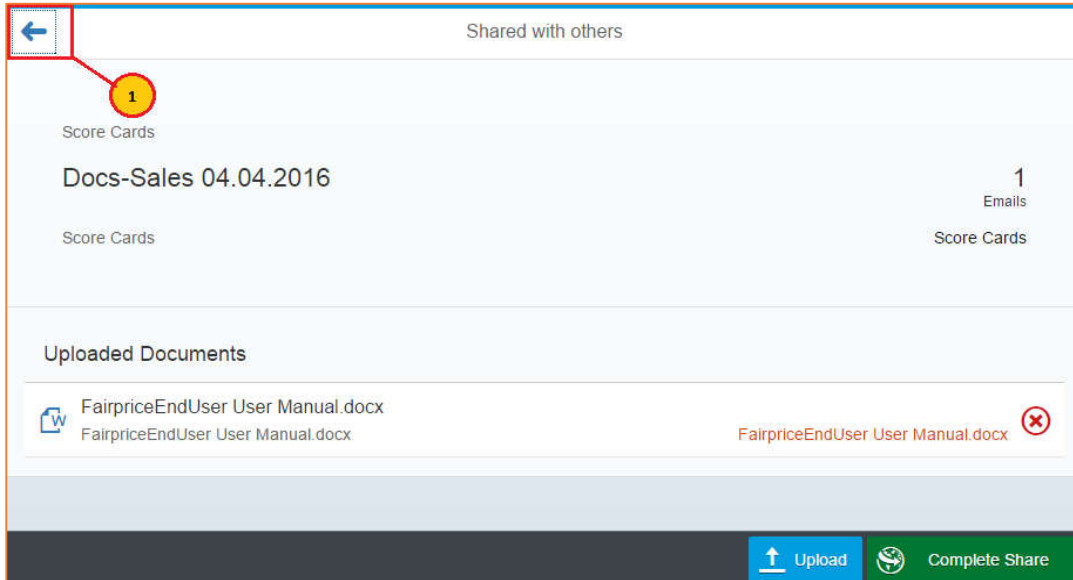 Shared with others
1
Score Cards
Docs-Sales 04.04.2016
1
Emails
Score Cards
Score Cards
Uploaded Documents
W
FairpriceEndUser User Manual.docx
FairpriceEndUser User Manual.docx
FairpriceEndUser User Manual.docx
Upload
Complete Share